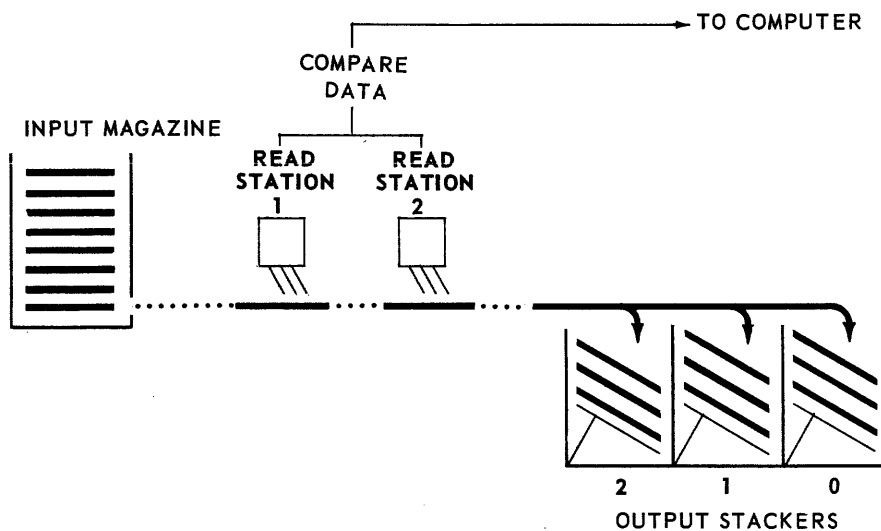 TO COMPUTER
COMPARE
DATA
INPUT MAGAZINE
READ
STATION
1
READ
STATION
2
2 1 0
OUTPUT STACKERS